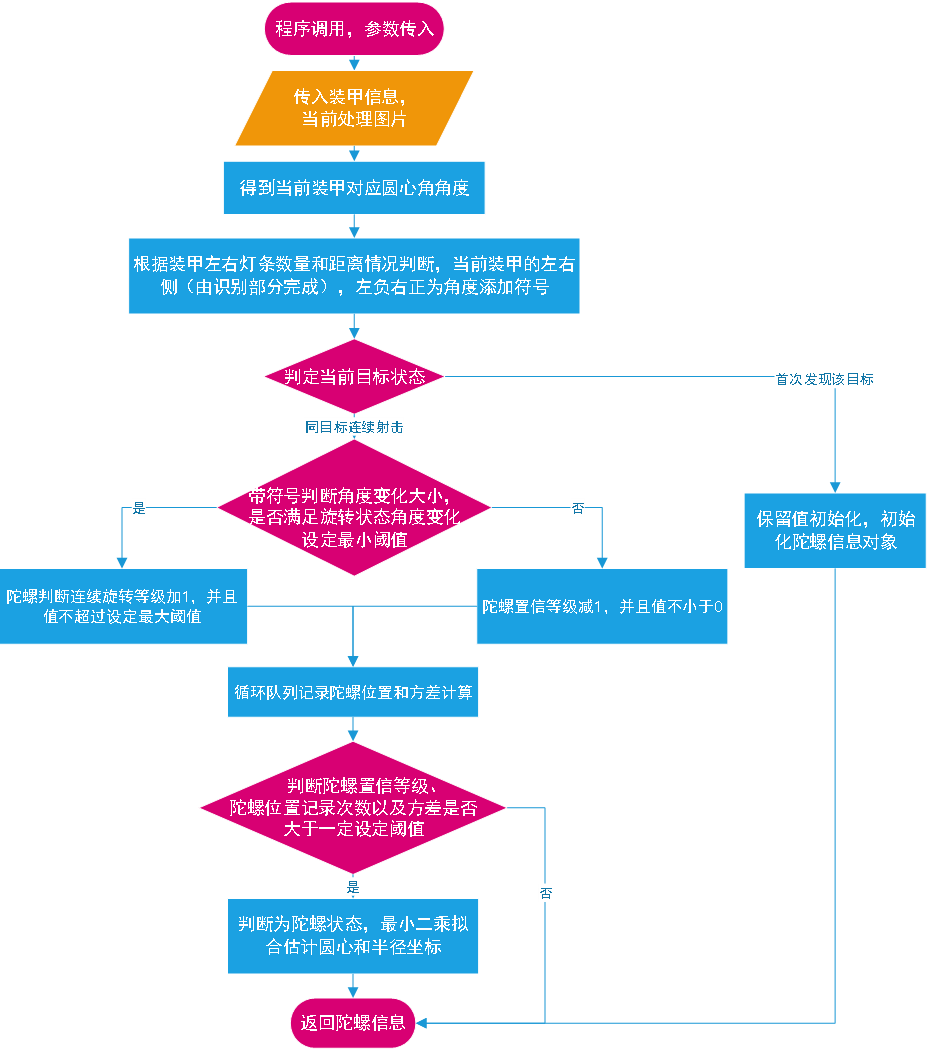 程序调用，参数传入
传入装甲信息，
当前处理图片
得到当前装甲对应圆心角角度
根据装甲左右灯条数量和距离情况判断，当前装甲的左右
侧（由识别部分完成），左负右正为角度添加符号
判定当前目标状态
首次发现该目标
同目标连续射击
带符号判断角度变化大小，
是否满足旋转状态角度变化
设定最小阈值
是
否
保留值初始化，初始
化陀螺信息对象
陀螺判断连续旋转等级加1，并且
值不超过设定最大阈值
陀螺置信等级减1，并且值不小于0
循环队列记录陀螺位置和方差计算
判断陀螺置信等级、
陀螺位置记录次数以及方差是否
大于一定设定阈值
是
否
判断为陀螺状态，最小二乘拟
合估计圆心和半径坐标
返回陀螺信息